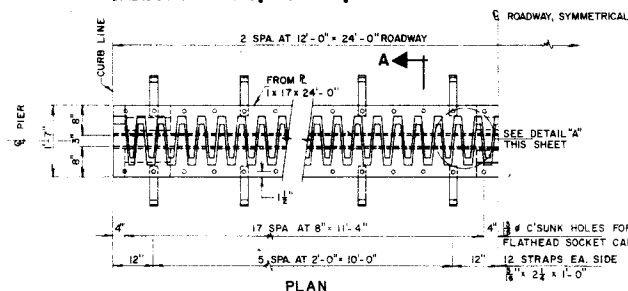 ℄ ROADWAY, SYMMETRICAL
2 SPA. AT 12'-0" = 24'-0" ROADWAY
CURB LINE
A
FROM ℞
1 x 17 x 24'-0"
℄ PIER
1'-7"
8"
3"
8"
SEE DETAIL "A"
THIS SHEET
1½"
4"
17 SPA. AT 8" = 11'-4"
4"
ø C'SUNK HOLES FOR
FLATHEAD SOCKET
12"
5 SPA. AT 2'-0" = 10'-0"
12"
12 STRAPS EA. SIDE
x 2¼ x 1'-0"
PLAN